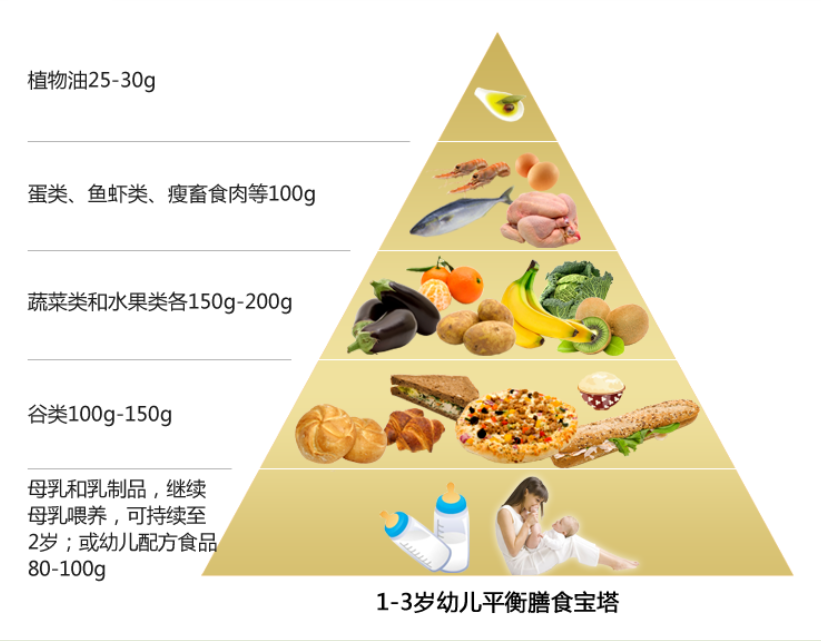 植物油25-30g
蛋类、鱼虾类、瘦畜食肉等100g
蔬菜类和水果类各150g-200g
谷类100g-150g
母乳和乳制品，继续
母乳喂养，可持续至
2岁；或幼儿配方食品
80-100g
1-3岁幼儿平衡膳食宝塔